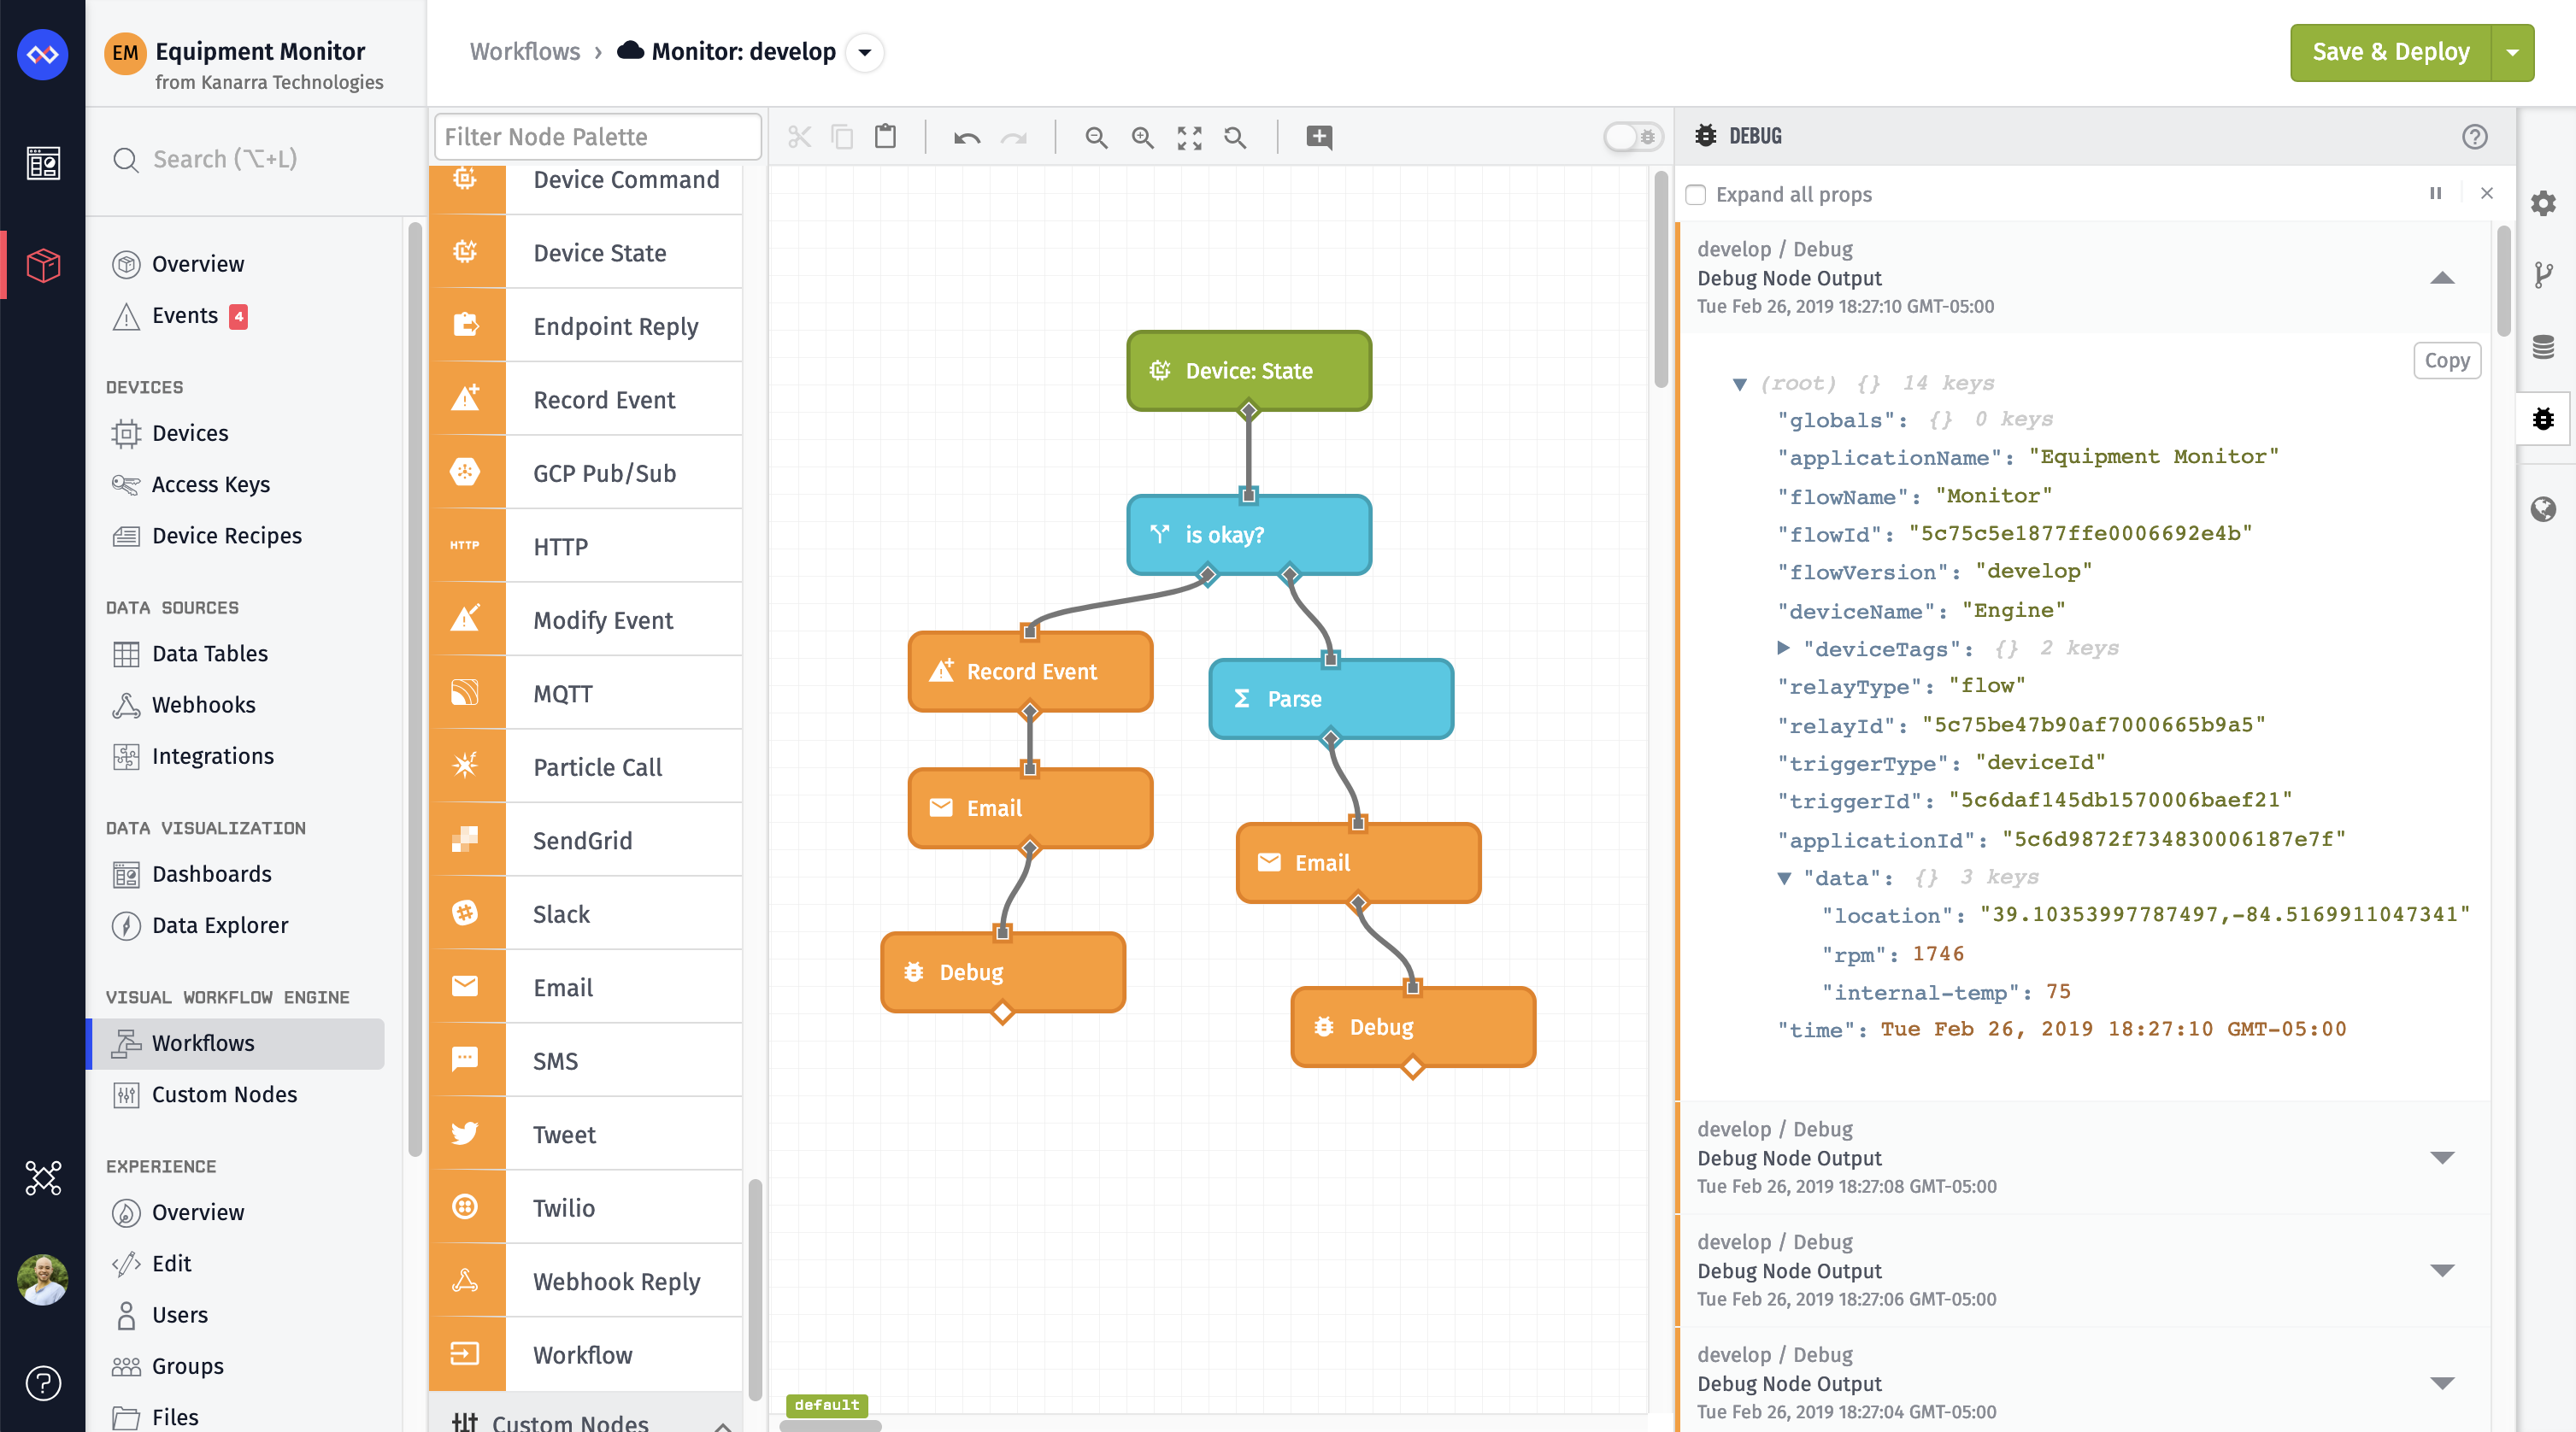 EM
Equipment Monitor
from Kanarra Technologies
Workflows › Monitor: develop
Save & Deploy
Search (⌥+L)
Overview
Events 4
DEVICES
Devices
Access Keys
Device Recipes
DATA SOURCES
Data Tables
Webhooks
Integrations
DATA VISUALIZATION
Dashboards
Data Explorer
VISUAL WORKFLOW ENGINE
Workflows
Custom Nodes
EXPERIENCE
Overview
Edit
Users
Groups
Files
Filter Node Palette
Device Command
Device State
Endpoint Reply
Record Event
GCP Pub/Sub
HTTP HTTP
Modify Event
MQTT
Particle Call
SendGrid
Slack
Email
SMS
Tweet
Twilio
Webhook Reply
Workflow
Custom Nodes
Device: State
is okay?
Record Event
Parse
Email
Email
Debug
Debug
default
DEBUG
Expand all props
develop / Debug
Debug Node Output
Tue Feb 26, 2019 18:27:10 GMT-05:00
Copy
(root) {} 14 keys
"globals": {} 0 keys
"applicationName": "Equipment Monitor"
"flowName": "Monitor"
"flowId": "5c75c5e1877ffe0006692e4b"
"flowVersion": "develop"
"deviceName": "Engine"
"deviceTags": {} 2 keys
"relayType": "flow"
"relayId": "5c75be47b90af7000665b9a5"
"triggerType": "deviceId"
"triggerId": "5c6daf145db1570006baef21"
"applicationId": "5c6d9872f734830006187e7f"
"data": {} 3 keys
"location": "39.10353997787497,-84.5169911047341"
"rpm": 1746
"internal-temp": 75
"time": Tue Feb 26, 2019 18:27:10 GMT-05:00
develop / Debug
Debug Node Output
Tue Feb 26, 2019 18:27:08 GMT-05:00
develop / Debug
Debug Node Output
Tue Feb 26, 2019 18:27:06 GMT-05:00
develop / Debug
Debug Node Output
Tue Feb 26, 2019 18:27:04 GMT-05:00